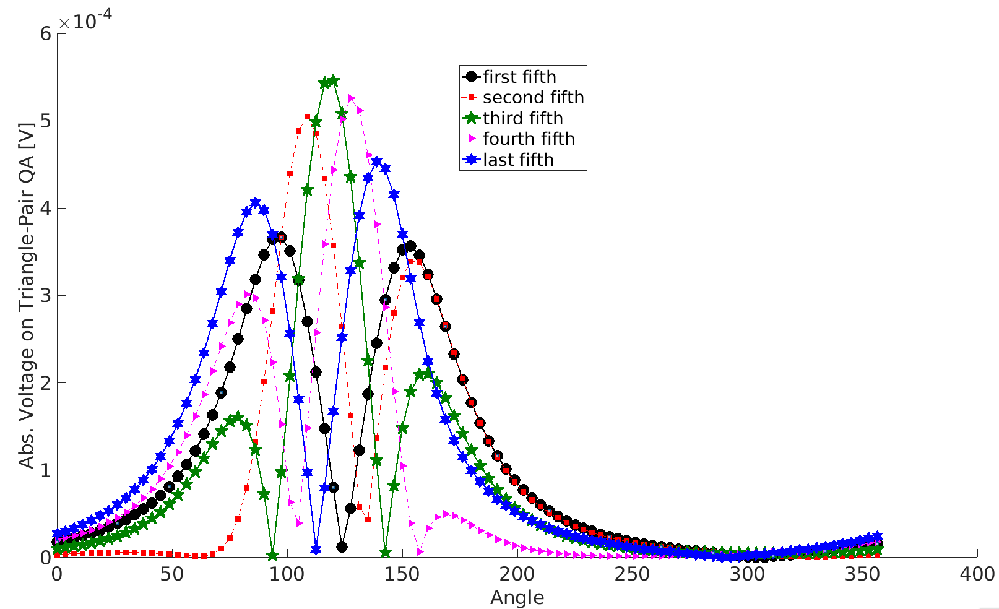 ×10^-4
6
5
4
3
2
1
0
Abs. Voltage on Triangle-Pair QA [V]
first fifth
second fifth
third fifth
fourth fifth
last fifth
0 50 100 150 200 250 300 350 400
Angle